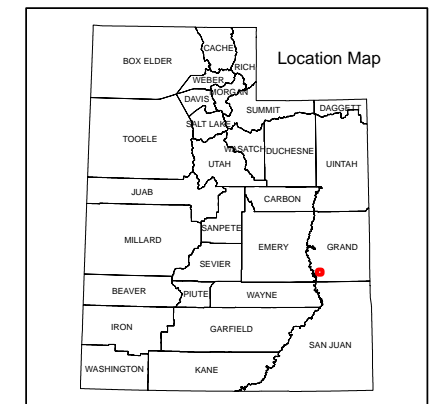 Location Map
CACHE
BOX ELDER
RICH
WEBER
MORGAN
DAVIS
SUMMIT
DAGGETT
SALT LAKE
TOOELE
WASATCH
DUCHESNE
UTAH
UINTAH
JUAB
CARBON
SANPETE
MILLARD
EMERY
GRAND
SEVIER
BEAVER
PIUTE
WAYNE
IRON
GARFIELD
SAN JUAN
WASHINGTON
KANE